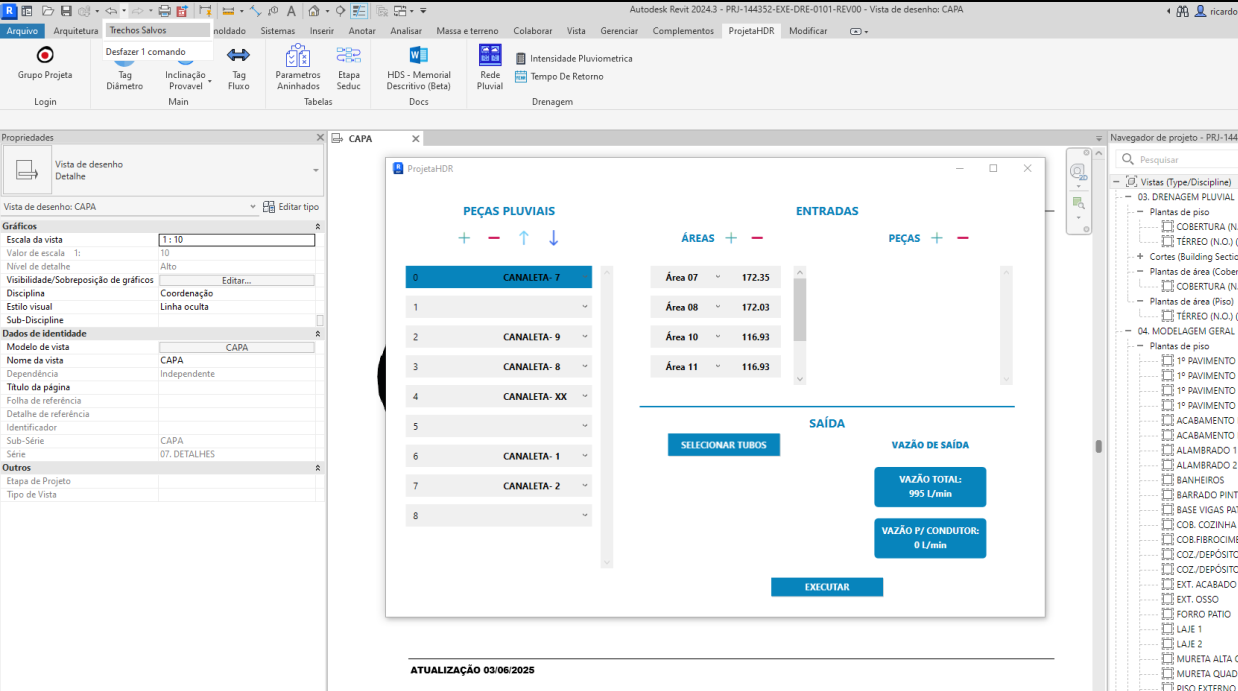 Autodesk Revit 2024.3 - PRJ-144352-EXE-DRE-0101-REV00 - Vista de desenho: CAPA
ricardo
Trechos Salvos
Desfazer 1 comando
Arquivo Arquitetura noldado Sistemas Inserir Anotar Analisar Massa e terreno Colaborar Vista Gerenciar Complementos ProjetaHDR Modificar
Grupo Projeta
Login
Tag Diâmetro
Inclinação Provavel
Tag Fluxo
Main
Parametros Aninhados
Etapa Seduc
Tabelas
HDS - Memorial Descritivo (Beta)
Docs
Rede Pluvial
Intensidade Pluviometrica
Tempo De Retorno
Drenagem
Propriedades
Vista de desenho
Detalhe
Vista de desenho: CAPA
Editar tipo
Gráficos
Escala da vista 1 : 10
Valor de escala 1: 10
Nível de detalhe Alto
Visibilidade/Sobreposição de gráficos Editar...
Disciplina Coordenação
Estilo visual Linha oculta
Sub-Discipline
Dados de identidade
Modelo de vista CAPA
Nome da vista CAPA
Dependência Independente
Título da página
Folha de referência
Detalhe de referência
Identificador
Sub-Série CAPA
Série 07. DETALHES
Outros
Etapa de Projeto
Tipo de Vista
CAPA
ProjetaHDR
PEÇAS PLUVIAIS
0 CANALETA- 7
1
2 CANALETA- 9
3 CANALETA- 8
4 CANALETA- XX
5
6 CANALETA- 1
7 CANALETA- 2
8
ENTRADAS
ÁREAS
PEÇAS
Área 07 172.35
Área 08 172.03
Área 10 116.93
Área 11 116.93
SAÍDA
SELECIONAR TUBOS
VAZÃO DE SAÍDA
VAZÃO TOTAL:
995 L/min
VAZÃO P/ CONDUTOR:
0 L/min
EXECUTAR
ATUALIZAÇÃO 03/06/2025
Navegador de projeto - PRJ-144
Pesquisar
Vistas (Type/Discipline)
03. DRENAGEM PLUVIAL
Plantas de piso
COBERTURA (N.
TÉRREO (N.O.) (
Cortes (Building Sectio
Plantas de área (Cober
COBERTURA (N.
Plantas de área (Piso)
TÉRREO (N.O.) (
04. MODELAGEM GERAL
Plantas de piso
1º PAVIMENTO
1º PAVIMENTO
1º PAVIMENTO
1º PAVIMENTO
ACABAMENTO
ACABAMENTO
ALAMBRADO 1
ALAMBRADO 2
BANHEIROS
BARRADO PINT
BASE VIGAS PAT
COB. COZINHA
COB.FIBROCIME
COZ./DEPÓSITO
COZ./DEPÓSITO
EXT. ACABADO
EXT. OSSO
FORRO PATIO
LAJE 1
LAJE 2
MURETA ALTA Q
MURETA QUAD
PISO EXTERNO